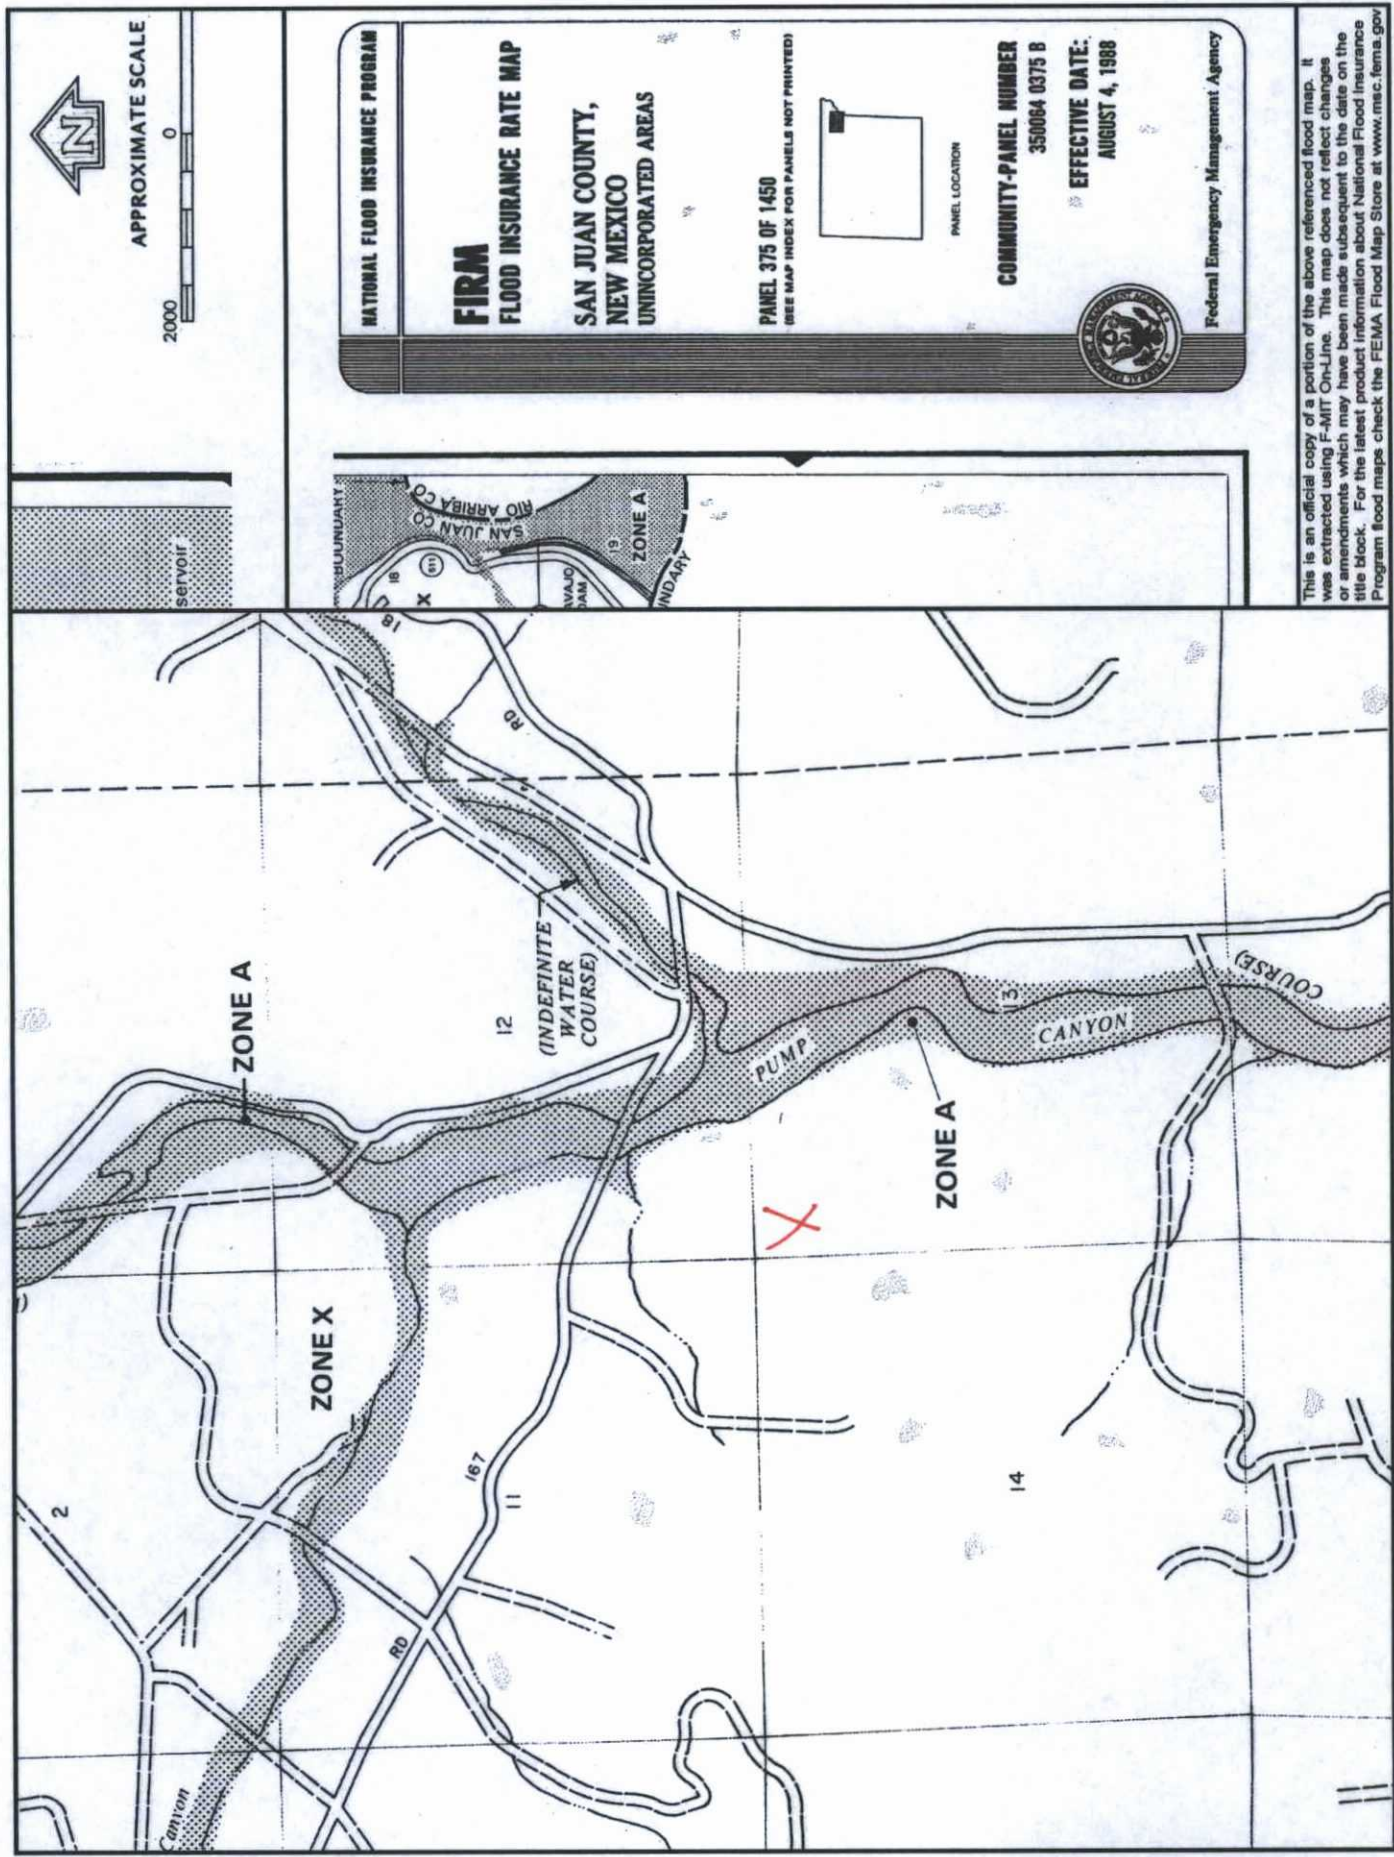 APPROXIMATE SCALE
2000 0
N
NATIONAL FLOOD INSURANCE PROGRAM
FIRM
FLOOD INSURANCE RATE MAP
SAN JUAN COUNTY,
NEW MEXICO
UNINCORPORATED AREAS
PANEL 375 OF 1450
(SEE MAP INDEX FOR PANELS NOT PRINTED)
PANEL LOCATION
COMMUNITY-PANEL NUMBER
350064 0375 B
EFFECTIVE DATE:
AUGUST 4, 1988
Federal Emergency Management Agency
This is an official copy of a portion of the above referenced flood map. It
was extracted using F-MIT On-Line. This map does not reflect changes
or amendments which may have been made subsequent to the date on the
title block. For the latest product information about National Flood Insurance
Program flood maps check the FEMA Flood Map Store at www.msc.fema.gov
servoir
BOUNDARY
18
511
X
SAN JUAN CO
RIO ARRIBA CO
AVAJO
DAM
19
ZONE A
NDARY
18
RD
ZONE A
12
(INDEFINITE
WATER
COURSE)
PUMP
CANYON
13
COURSE)
ZONE A
ZONE X
2
167
11
RD
14
Canyon
X